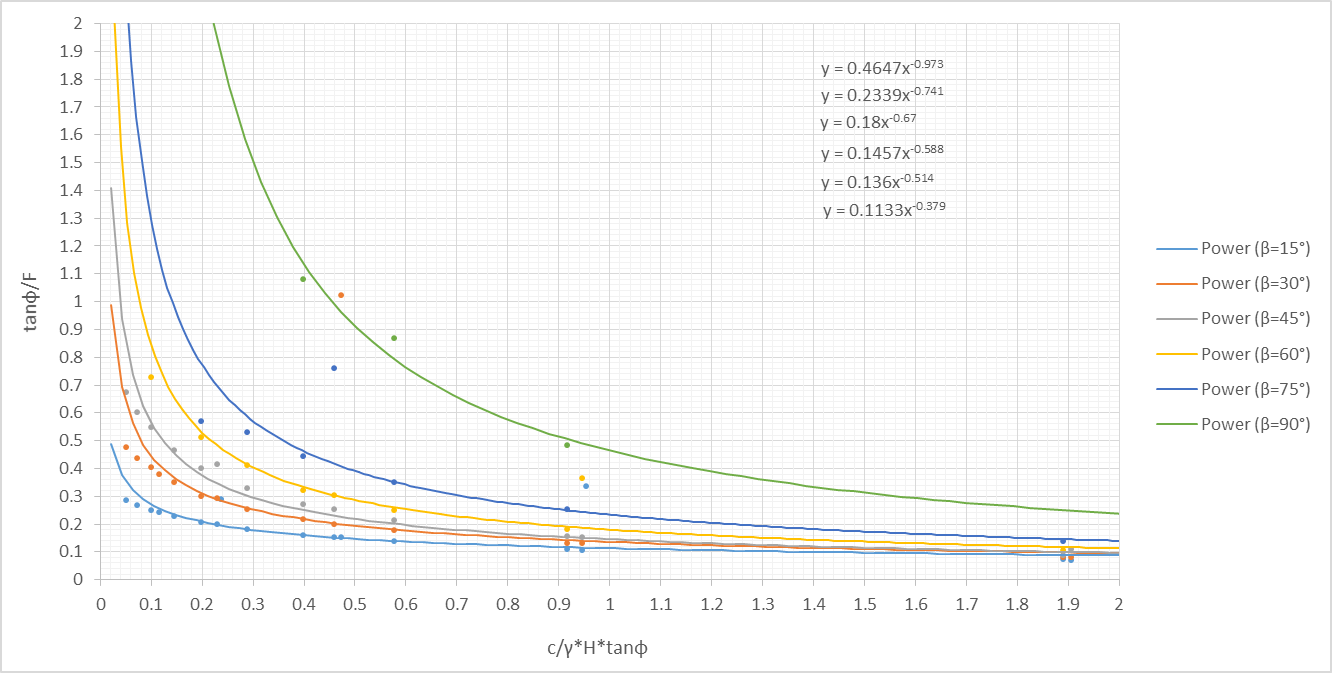 2
1.9
1.8
1.7
1.6
1.5
1.4
1.3
1.2
1.1
1
0.9
0.8
0.7
0.6
0.5
0.4
0.3
0.2
0.1
0
tanϕ/F
y = 0.4647x^-0.973
y = 0.2339x^-0.741
y = 0.18x^-0.67
y = 0.1457x^-0.588
y = 0.136x^-0.514
y = 0.1133x^-0.379
Power (β=15°)
Power (β=30°)
Power (β=45°)
Power (β=60°)
Power (β=75°)
Power (β=90°)
0 0.1 0.2 0.3 0.4 0.5 0.6 0.7 0.8 0.9 1 1.1 1.2 1.3 1.4 1.5 1.6 1.7 1.8 1.9 2
c/γ*H*tanϕ